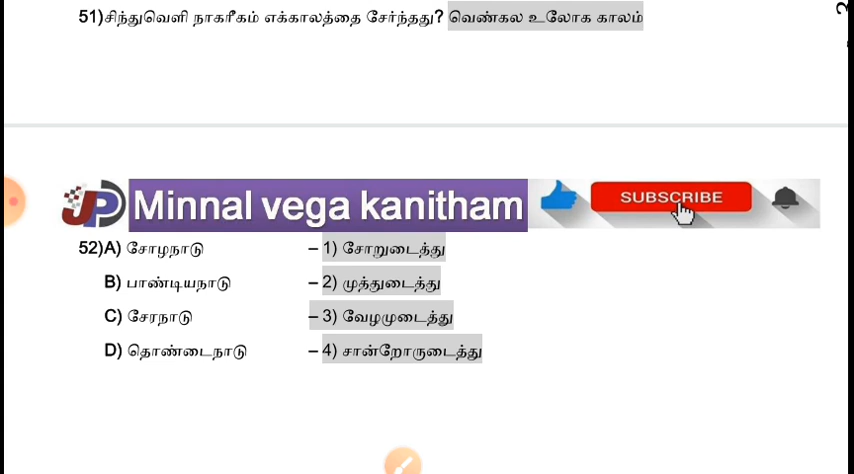 51)சிந்துவெளி நாகரீகம் எக்காலத்தை சேர்ந்தது? வெண்கல உலோக காலம்
JP Minnal vega kanitham SUBSCRIBE
52)A) சோழநாடு – 1) சோறுடைத்து
B) பாண்டியநாடு – 2) முத்துடைத்து
C) சேரநாடு – 3) வேழமுடைத்து
D) தொண்டைநாடு – 4) சான்றோருடைத்து